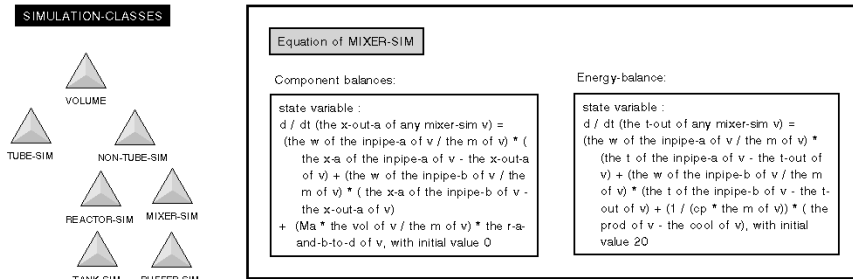 SIMULATION-CLASSES
VOLUME
TUBE-SIM
NON-TUBE-SIM
REACTOR-SIM
MIXER-SIM
TANK-SIM
BUFFER-SIM
Equation of MIXER-SIM
Component balances:
state variable :
d / dt (the x-out-a of any mixer-sim v) =
(the w of the inpipe-a of v / the m of v) * (
the x-a of the inpipe-a of v - the x-out-a
of v) + (the w of the inpipe-b of v / the
m of v) * ( the x-a of the inpipe-b of v -
the x-out-a of v)
+ (Ma * the vol of v / the m of v) * the r-a-
and-b-to-d of v, with initial value 0
Energy-balance:
state variable :
d / dt (the t-out of any mixer-sim v) =
(the w of the inpipe-a of v / the m of v) *
(the t of the inpipe-a of v - the t-out of
v) + (the w of the inpipe-b of v / the m
of v) * (the t of the inpipe-b of v - the t-
out of v) + (1 / (cp * the m of v)) * ( the
prod of v - the cool of v), with initial
value 20